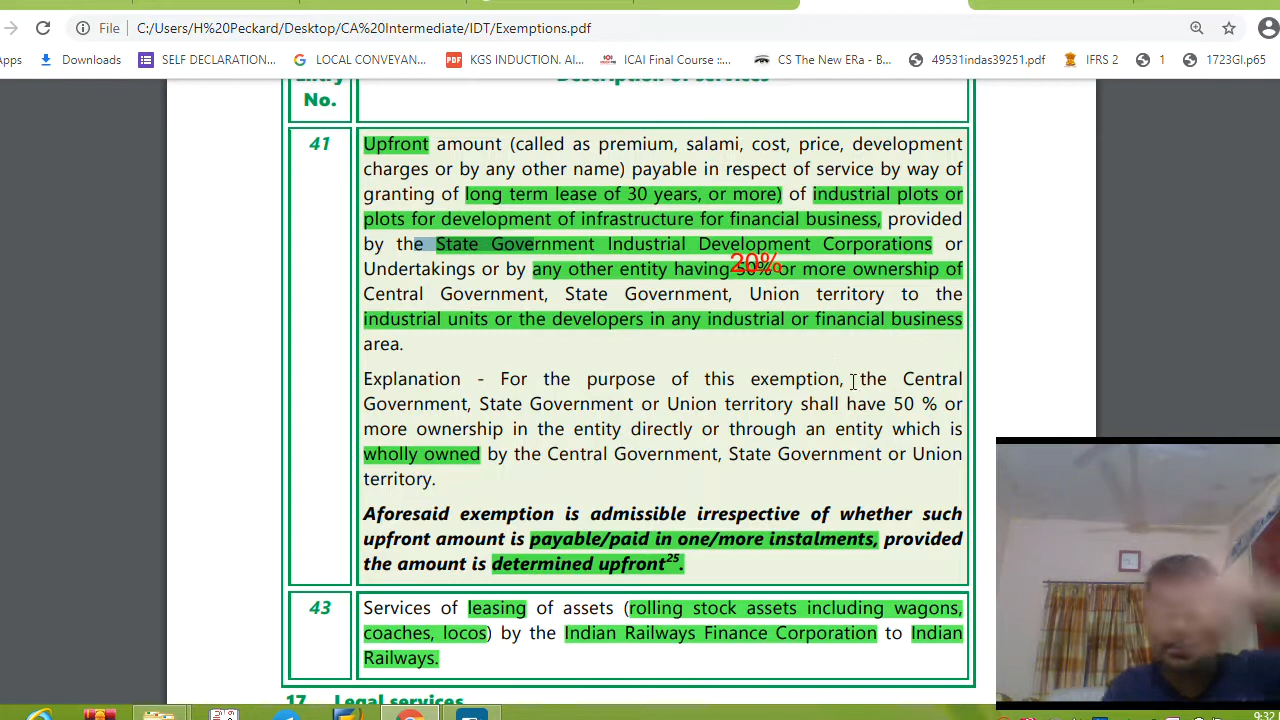 File
C:/Users/H%20Peckard/Desktop/CA%20Intermediate/IDT/Exemptions.pdf
Apps Downloads SELF DECLARATION... LOCAL CONVEYAN... KGS INDUCTION. AI... ICAI Final Course ::... CS The New ERa - B... 49531indas39251.pdf IFRS 2 1 1723GI.p65
Entry Description of services
No.
41
Upfront amount (called as premium, salami, cost, price, development
charges or by any other name) payable in respect of service by way of
granting of long term lease of 30 years, or more) of industrial plots or
plots for development of infrastructure for financial business, provided
by the State Government Industrial Development Corporations or
20%
Undertakings or by any other entity having 50% or more ownership of
Central Government, State Government, Union territory to the
industrial units or the developers in any industrial or financial business
area.
Explanation - For the purpose of this exemption, the Central
Government, State Government or Union territory shall have 50 % or
more ownership in the entity directly or through an entity which is
wholly owned by the Central Government, State Government or Union
territory.
Aforesaid exemption is admissible irrespective of whether such
upfront amount is payable/paid in one/more instalments, provided
the amount is determined upfront25.
43
Services of leasing of assets (rolling stock assets including wagons,
coaches, locos) by the Indian Railways Finance Corporation to Indian
Railways.
17. Legal services
9:32